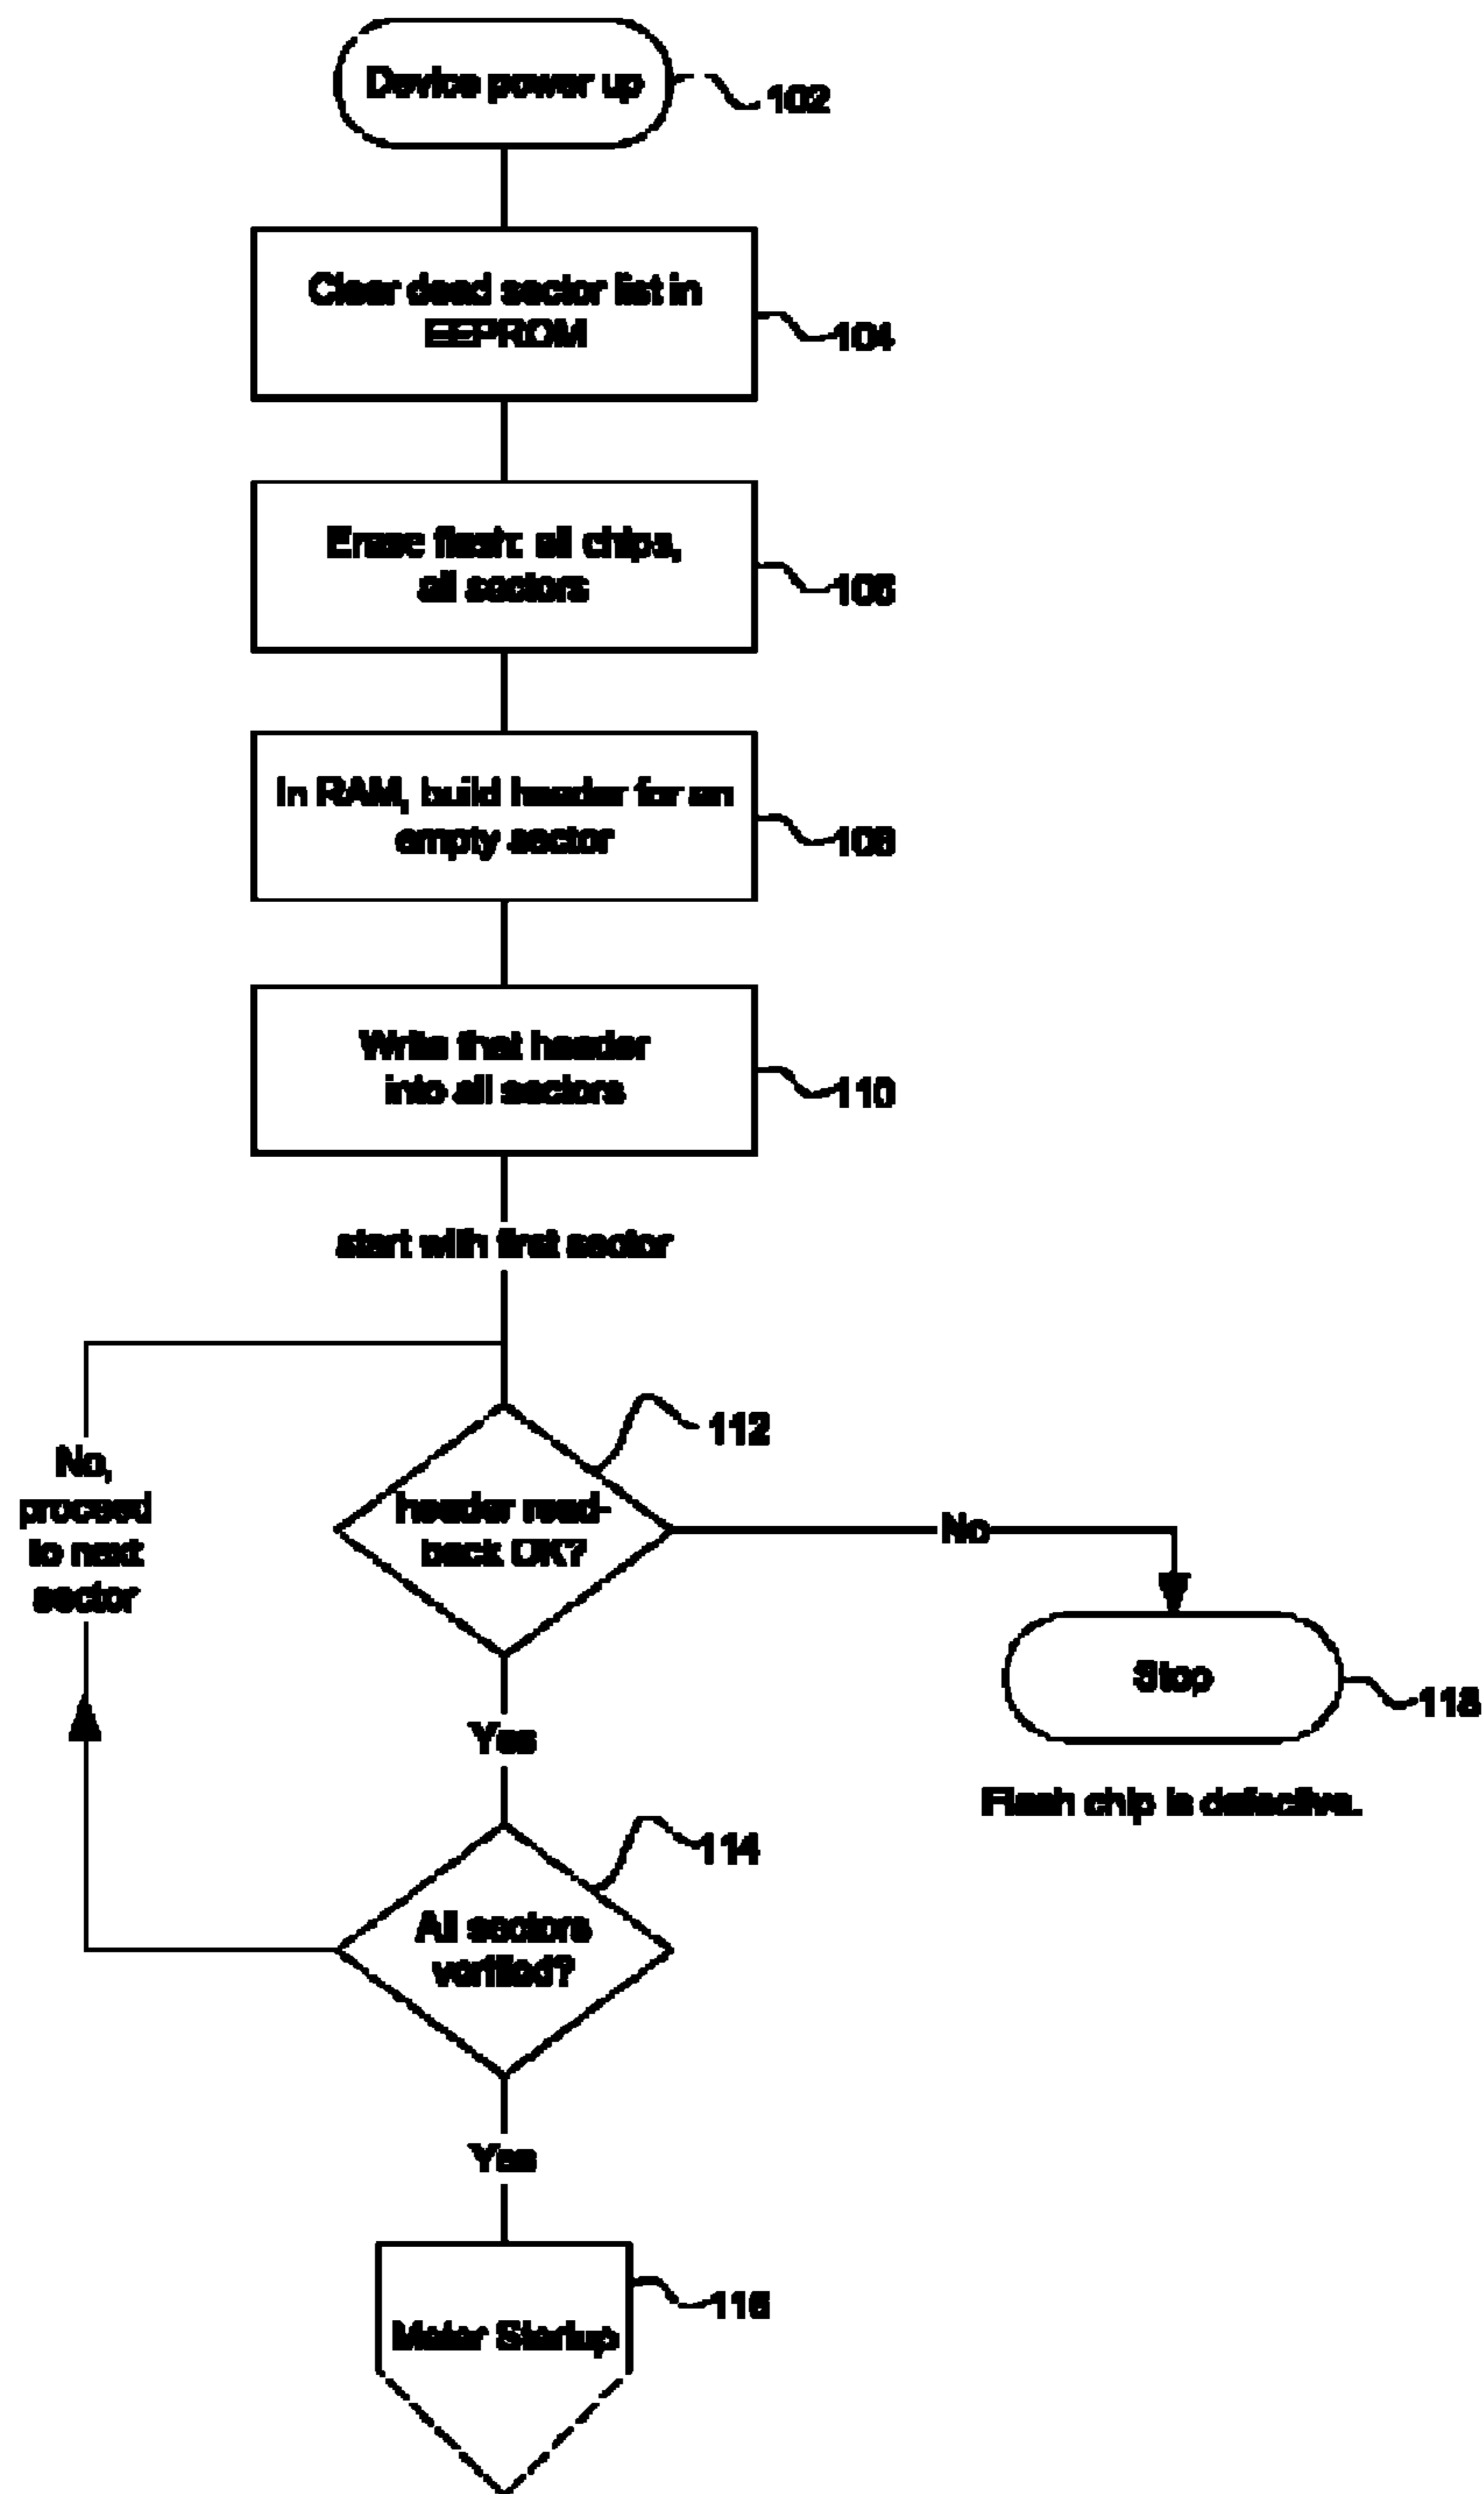 Device power up
102
Clear dead sector list in
EEPROM
104
Erase flash: all chips,
all sectors
106
In RAM, build header for an
empty sector
108
Write first header
into all sectors
110
start with first sector
112
No,
proceed
to next
sector
header read-
back OK?
No
Stop
118
Yes
Flash chip is defective.
114
All sectors
verified?
Yes
116
Meter Startup